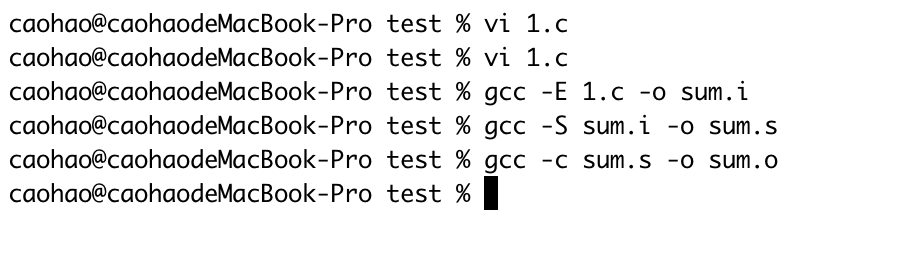 caohao@caohaodeMacBook-Pro test % vi 1.c
caohao@caohaodeMacBook-Pro test % vi 1.c
caohao@caohaodeMacBook-Pro test % gcc -E 1.c -o sum.i
caohao@caohaodeMacBook-Pro test % gcc -S sum.i -o sum.s
caohao@caohaodeMacBook-Pro test % gcc -c sum.s -o sum.o
caohao@caohaodeMacBook-Pro test %